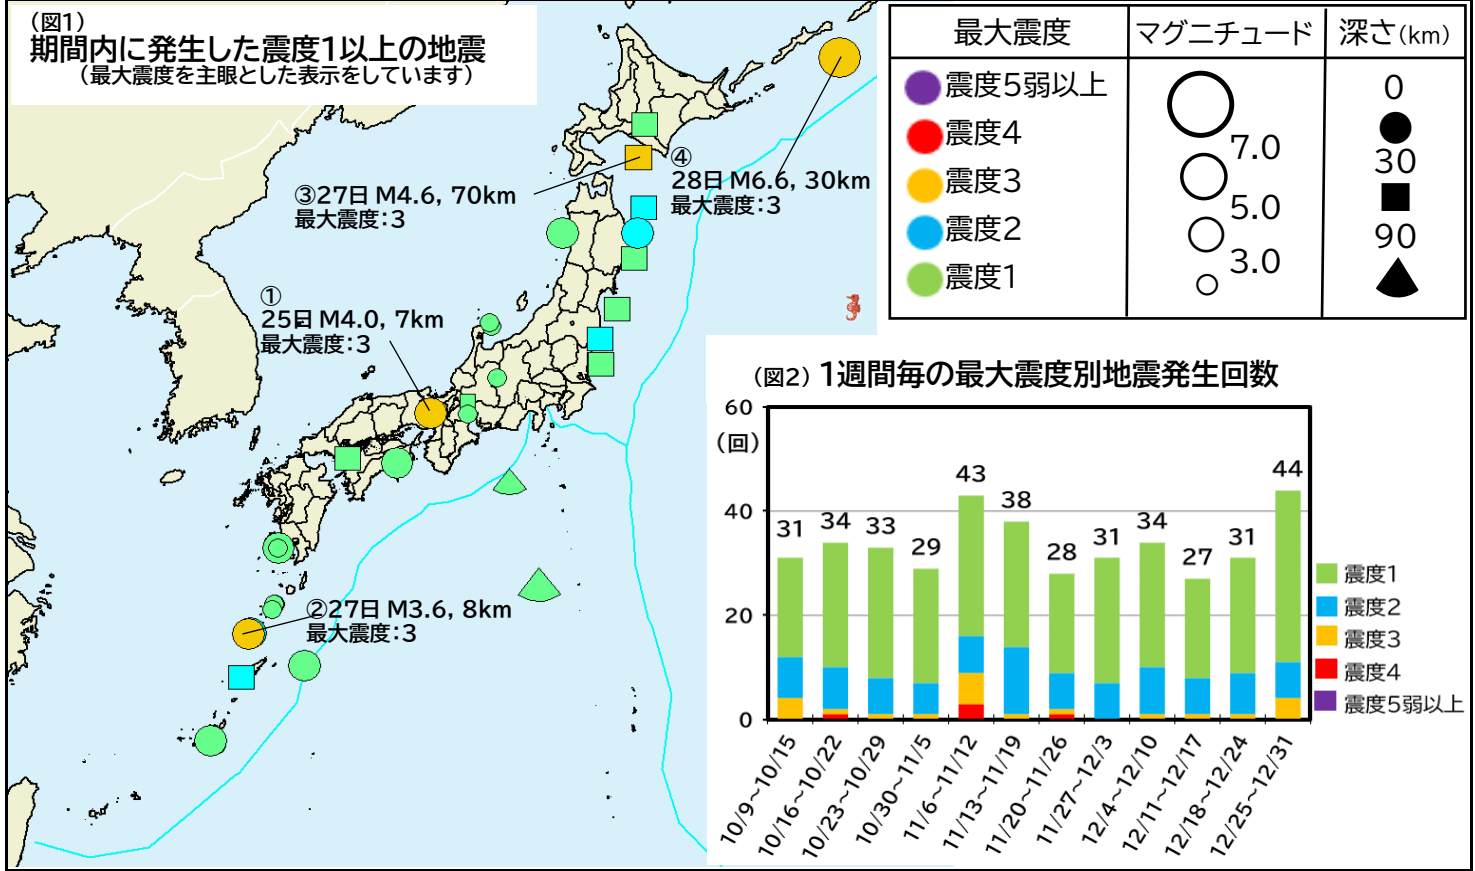 (図1)
期間内に発生した震度1以上の地震
(最大震度を主眼とした表示をしています)
④
28日 M6.6, 30km
最大震度:3
③27日 M4.6, 70km
最大震度:3
①
25日 M4.0, 7km
最大震度:3
②27日 M3.6, 8km
最大震度:3
最大震度 マグニチュード 深さ(km)
震度5弱以上
震度4
震度3
震度2
震度1
7.0
5.0
3.0
0
30
90
(図2) 1週間毎の最大震度別地震発生回数
60
(回)
40
20
0
31 34 33 29 43 38 28 31 34 27 31 44
10/9~10/15
10/16~10/22
10/23~10/29
10/30~11/5
11/6~11/12
11/13~11/19
11/20~11/26
11/27~12/3
12/4~12/10
12/11~12/17
12/18~12/24
12/25~12/31
震度1
震度2
震度3
震度4
震度5弱以上